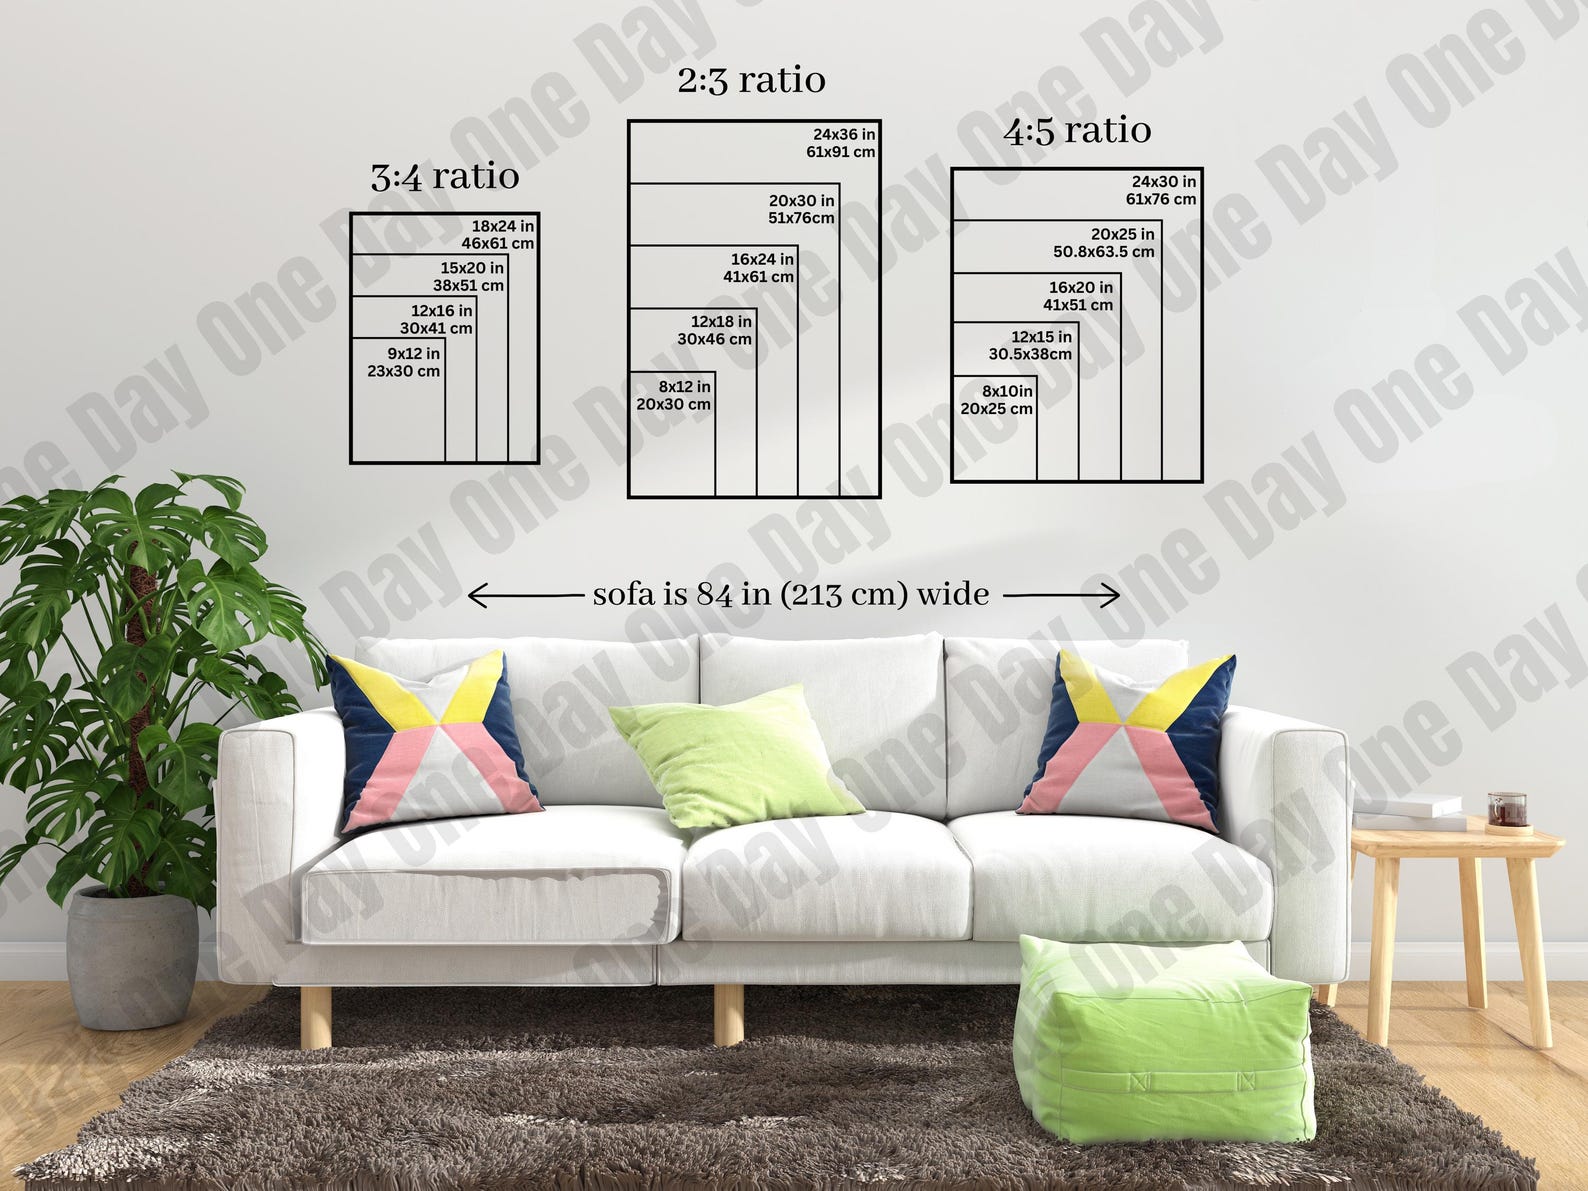 2:3 ratio
4:5 ratio
3:4 ratio
18x24 in
46x61 cm
15x20 in
38x51 cm
12x16 in
30x41 cm
9x12 in
23x30 cm
24x36 in
61x91 cm
20x30 in
51x76cm
16x24 in
41x61 cm
12x18 in
30x46 cm
8x12 in
20x30 cm
24x30 in
61x76 cm
20x25 in
50.8x63.5 cm
16x20 in
41x51 cm
12x15 in
30.5x38cm
8x10in
20x25 cm
sofa is 84 in (213 cm) wide
One Day One Day One Day One Day